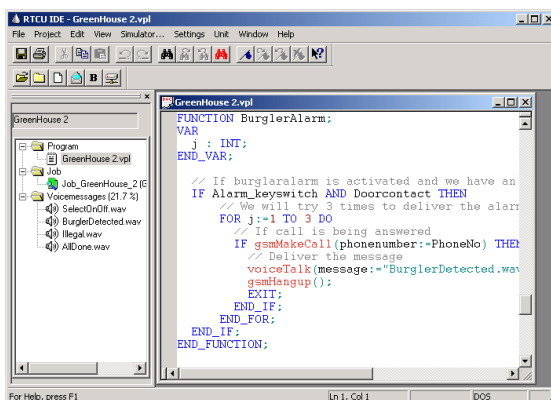 RTCU IDE - GreenHouse 2.vpl
File Project Edit View Simulator... Settings Unit Window Help
B
GreenHouse 2
Program
GreenHouse 2.vpl
Job
Job_GreenHouse_2 (G
Voicemessages (21.7 %)
SelectOnOff.wav
BurglerDetected.wav
Illegal.wav
AllDone.wav
GreenHouse 2.vpl
FUNCTION BurglerAlarm;
VAR
j : INT;
END_VAR;
// If burglaralarm is activated and we have an
IF Alarm_keyswitch AND Doorcontact THEN
// We will try 3 times to deliver the alar
FOR j:=1 TO 3 DO
// If call is being answered
IF gsmMakeCall(phonenumber:=PhoneNo) THEN
// Deliver the message
voiceTalk(message:="BurglerDetected.wav
gsmHangup();
EXIT;
END_IF;
END_FOR;
END_IF;
END_FUNCTION;
For Help, press F1
Ln 1, Col 1
DOS